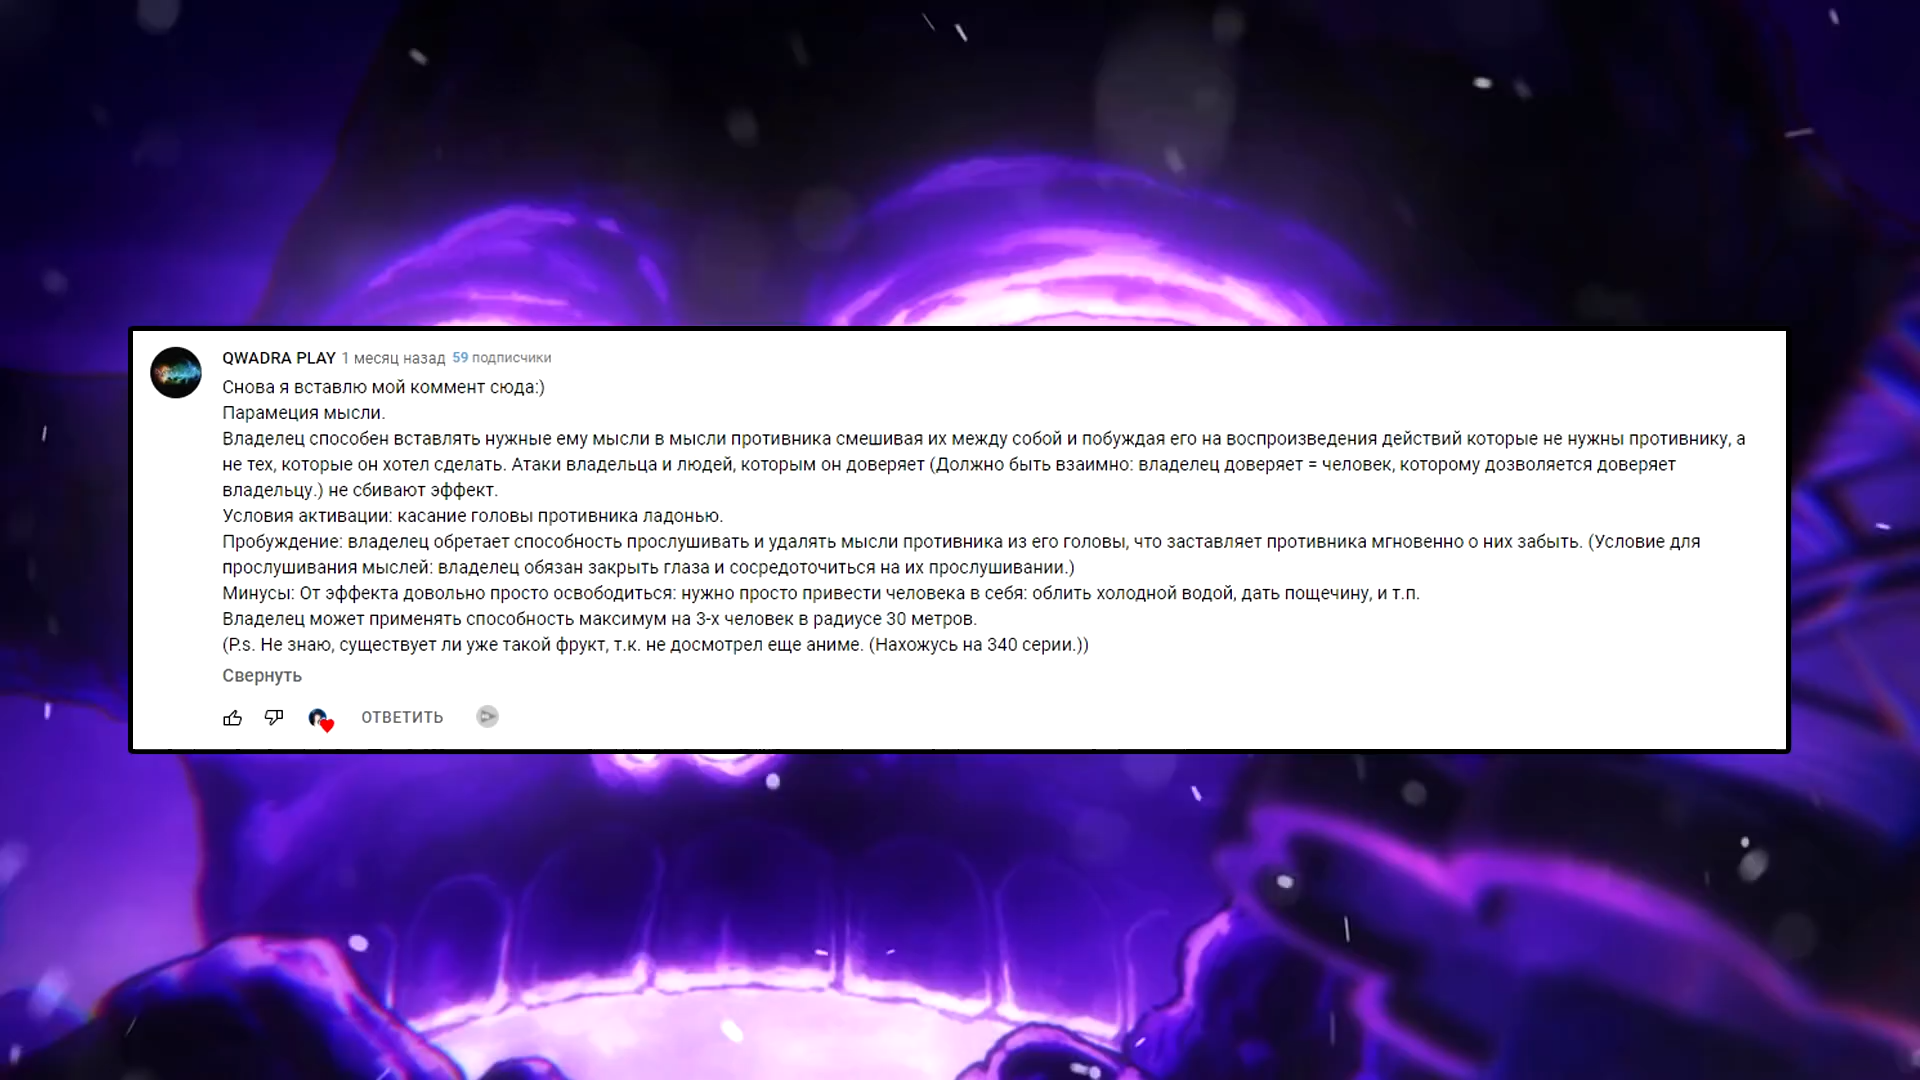 QWADRA PLAY 1 месяц назад 59 подписчики
Снова я вставлю мой коммент сюда:)
Парамеция мысли.
Владелец способен вставлять нужные ему мысли в мысли противника смешивая их между собой и побуждая его на воспроизведения действий которые не нужны противнику, а
не тех, которые он хотел сделать. Атаки владельца и людей, которым он доверяет (Должно быть взаимно: владелец доверяет = человек, которому дозволяется доверяет
владельцу.) не сбивают эффект.
Условия активации: касание головы противника ладонью.
Пробуждение: владелец обретает способность прослушивать и удалять мысли противника из его головы, что заставляет противника мгновенно о них забыть. (Условие для
прослушивания мыслей: владелец обязан закрыть глаза и сосредоточиться на их прослушивании.)
Минусы: От эффекта довольно просто освободиться: нужно просто привести человека в себя: облить холодной водой, дать пощечину, и т.п.
Владелец может применять способность максимум на 3-х человек в радиусе 30 метров.
(P.s. Не знаю, существует ли уже такой фрукт, т.к. не досмотрел еще аниме. (Нахожусь на 340 серии.))
Свернуть
ОТВЕТИТЬ